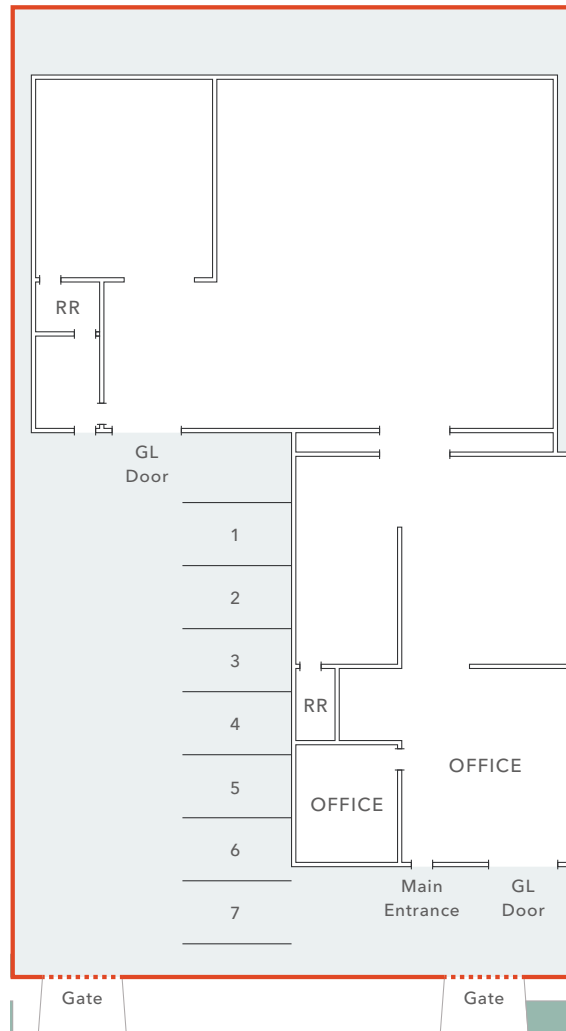 RR
GL
Door
1
2
3
4
5
6
7
RR
OFFICE
OFFICE
Main
Entrance
GL
Door
Gate
Gate